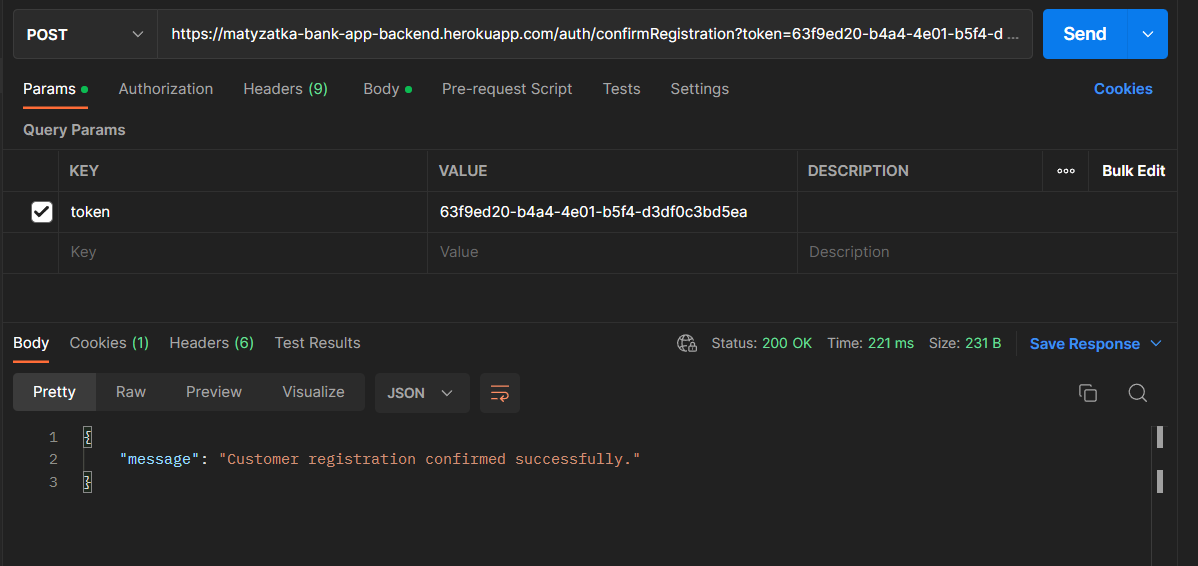 POST https://matyzatka-bank-app-backend.herokuapp.com/auth/confirmRegistration?token=63f9ed20-b4a4-4e01-b5f4-d ... Send
Params Authorization Headers (9) Body Pre-request Script Tests Settings Cookies
Query Params
KEY VALUE DESCRIPTION ooo Bulk Edit
token 63f9ed20-b4a4-4e01-b5f4-d3df0c3bd5ea
Key Value Description
Body Cookies (1) Headers (6) Test Results Status: 200 OK Time: 221 ms Size: 231 B Save Response
Pretty Raw Preview Visualize JSON
1 {
2 "message": "Customer registration confirmed successfully."
3 }